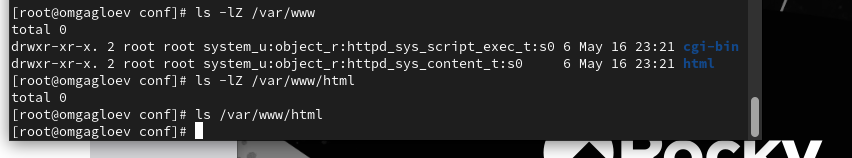 [root@omgagloev conf]# ls -lZ /var/www
total 0
drwxr-xr-x. 2 root root system_u:object_r:httpd_sys_script_exec_t:s0 6 May 16 23:21 cgi-bin
drwxr-xr-x. 2 root root system_u:object_r:httpd_sys_content_t:s0     6 May 16 23:21 html
[root@omgagloev conf]# ls -lZ /var/www/html
total 0
[root@omgagloev conf]# ls /var/www/html
[root@omgagloev conf]#
Rocky